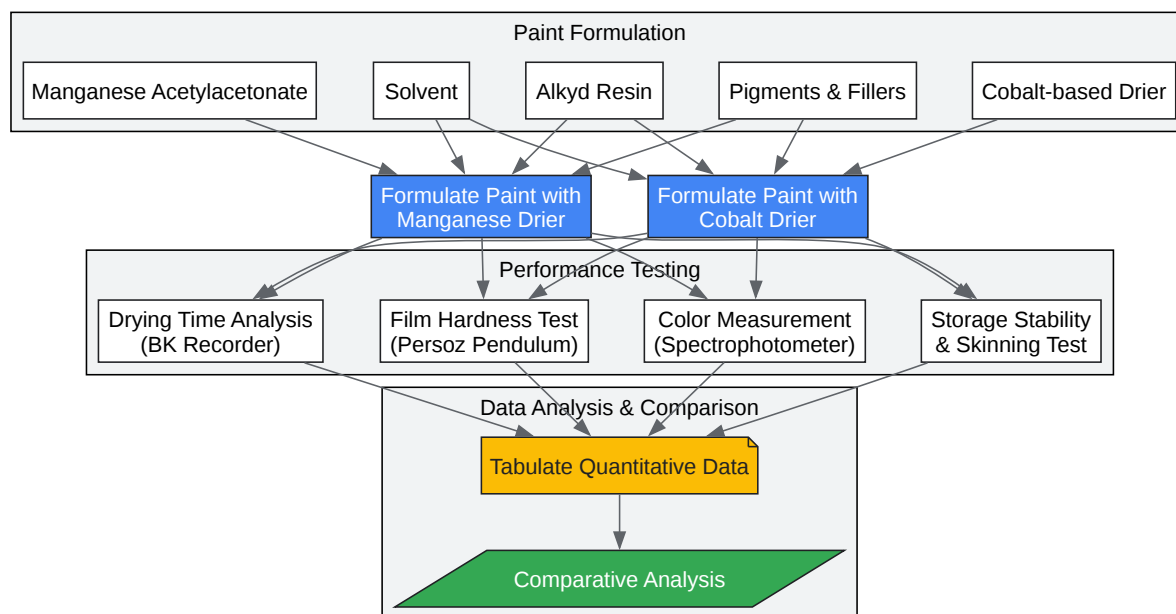 Paint Formulation
Manganese Acetylacetonate
Solvent
Alkyd Resin
Pigments & Fillers
Cobalt-based Drier
Formulate Paint with
Manganese Drier
Formulate Paint with
Cobalt Drier
Performance Testing
Drying Time Analysis
(BK Recorder)
Film Hardness Test
(Persoz Pendulum)
Color Measurement
(Spectrophotometer)
Storage Stability
& Skinning Test
Data Analysis & Comparison
Tabulate Quantitative Data
Comparative Analysis